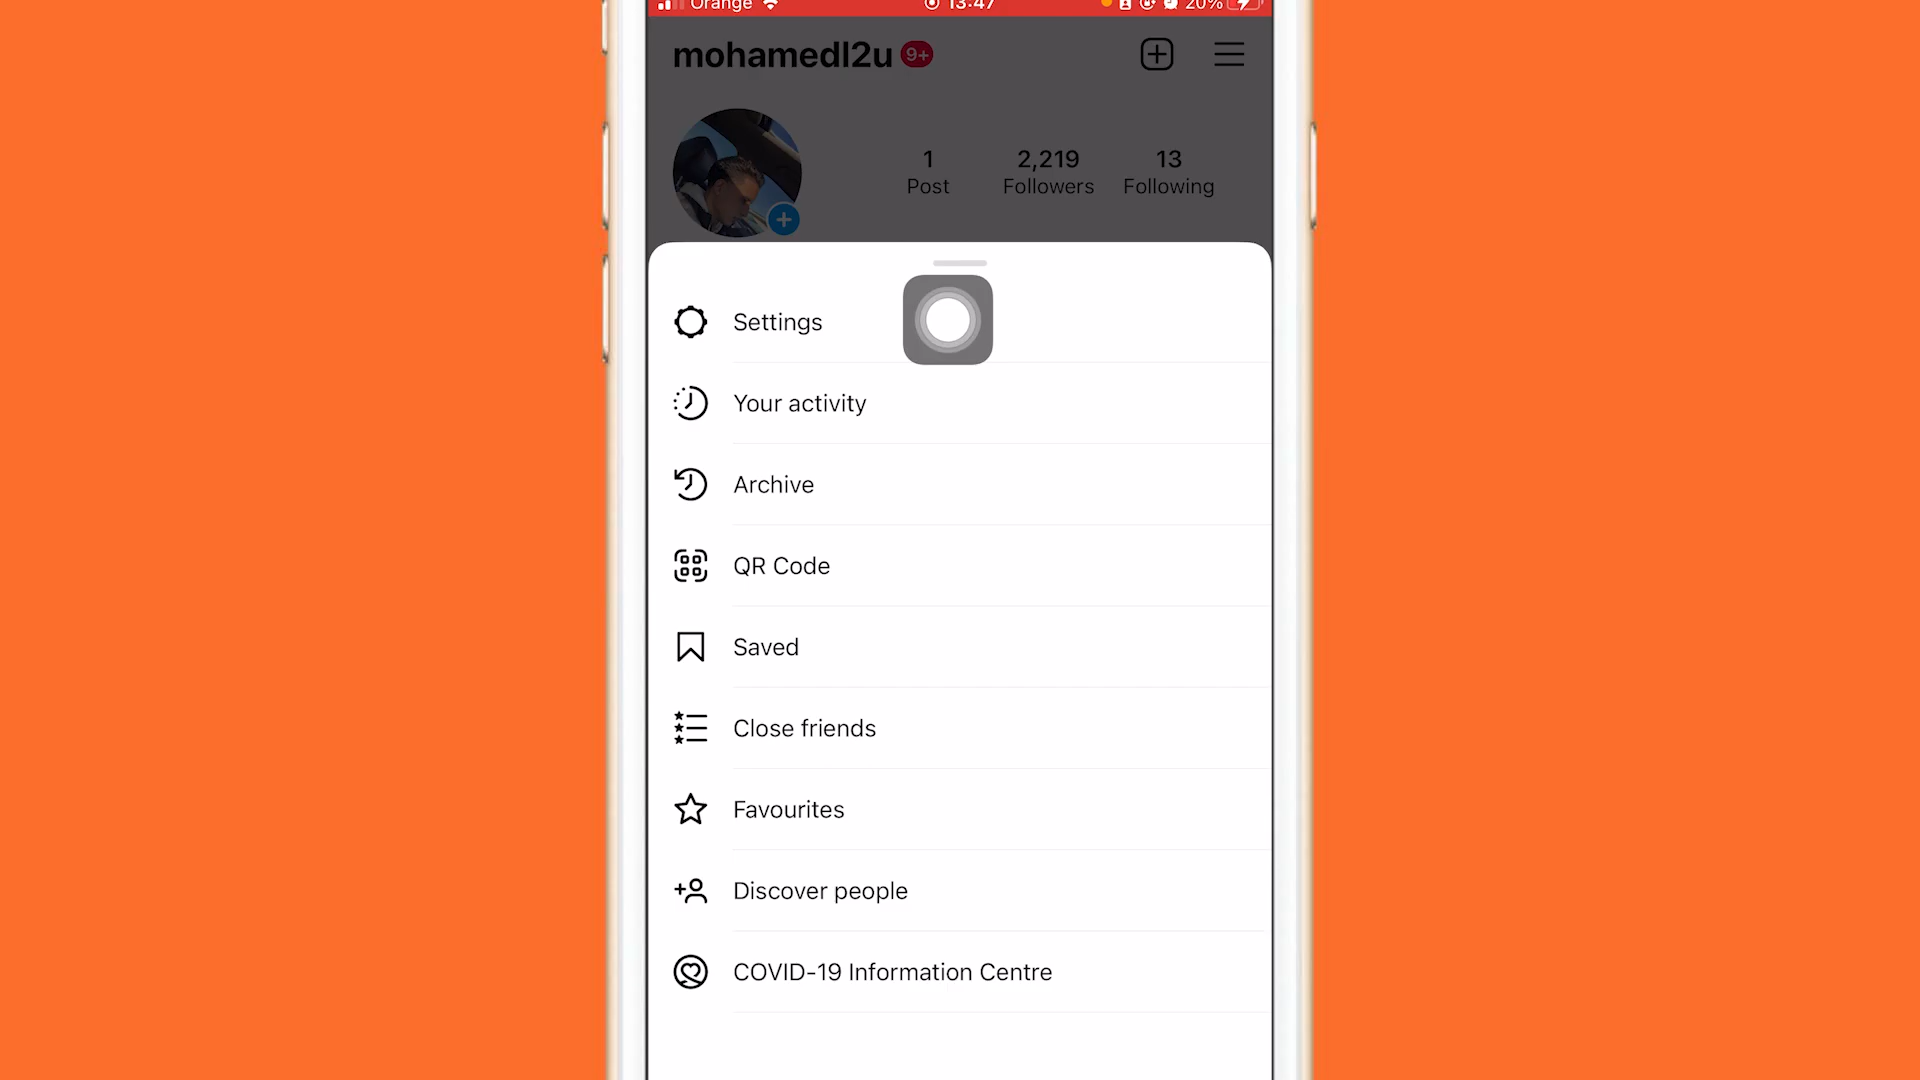 Orange 13:47 20%
mohamedl2u 9+
1 2,219 13
Post Followers Following
Settings
Your activity
Archive
QR Code
Saved
Close friends
Favourites
Discover people
COVID-19 Information Centre